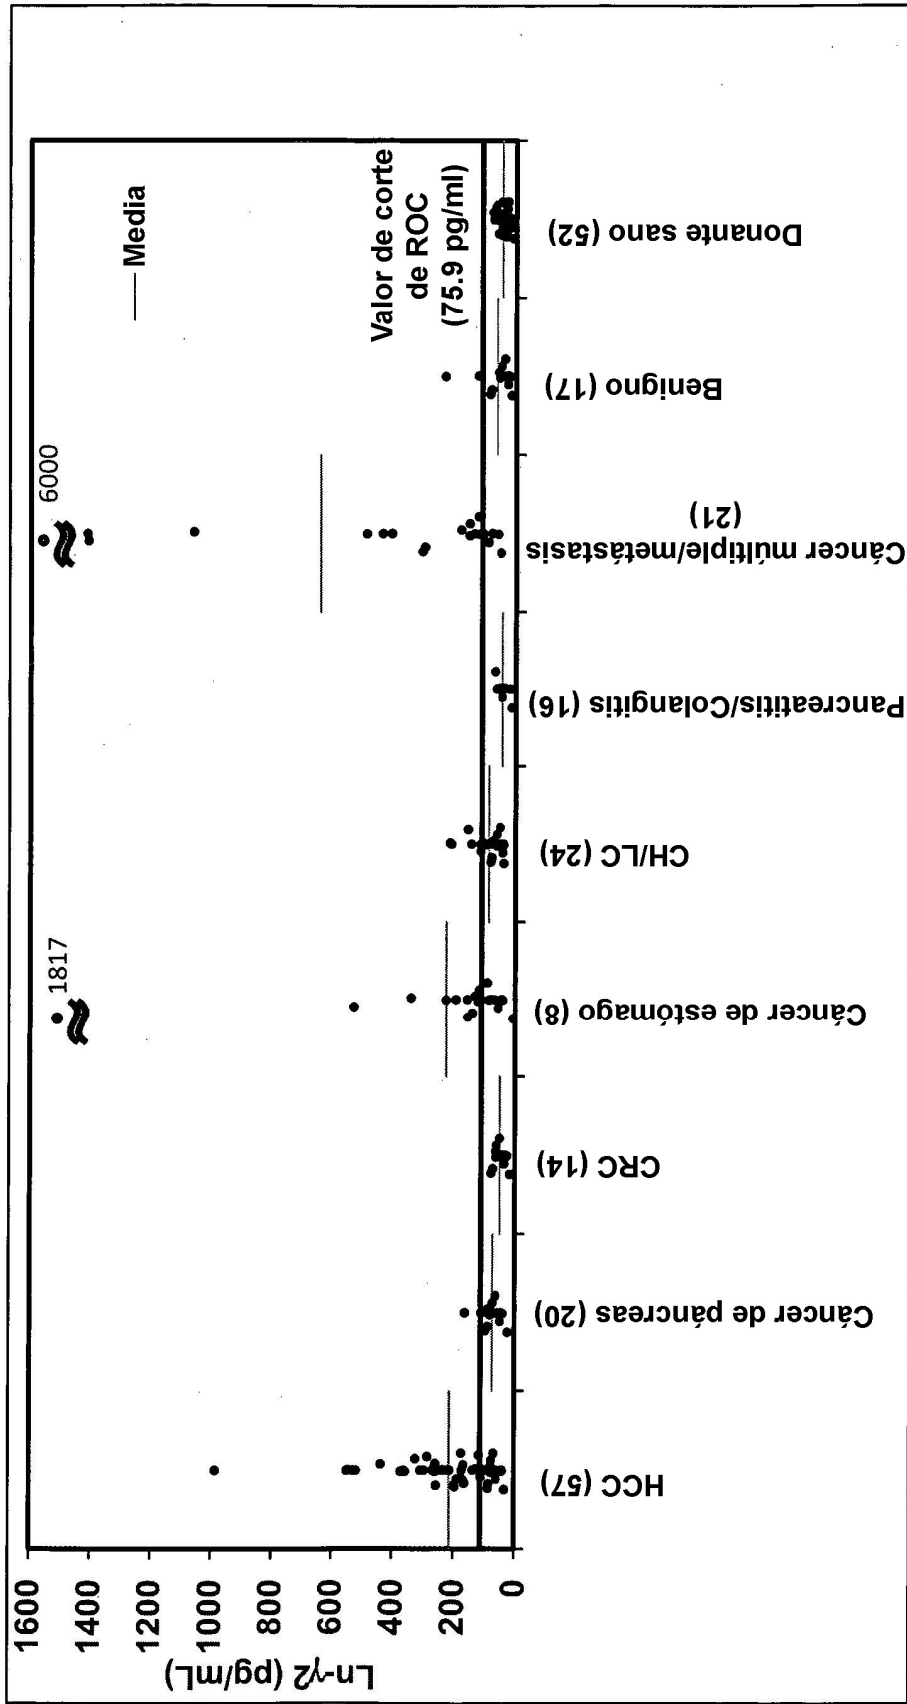 Ln-γ2 (pg/mL)
1600
1400
1200
1000
800
600
400
200
0
1817
6000
Media
Valor de corte
de ROC
(75.9 pg/ml)
HCC (57)
Cáncer de páncreas (20)
CRC (14)
Cáncer de estómago (8)
CH/LC (24)
Pancreatitis/Colangitis (16)
Cáncer múltiple/metástasis
(21)
Benigno (17)
Donante sano (52)